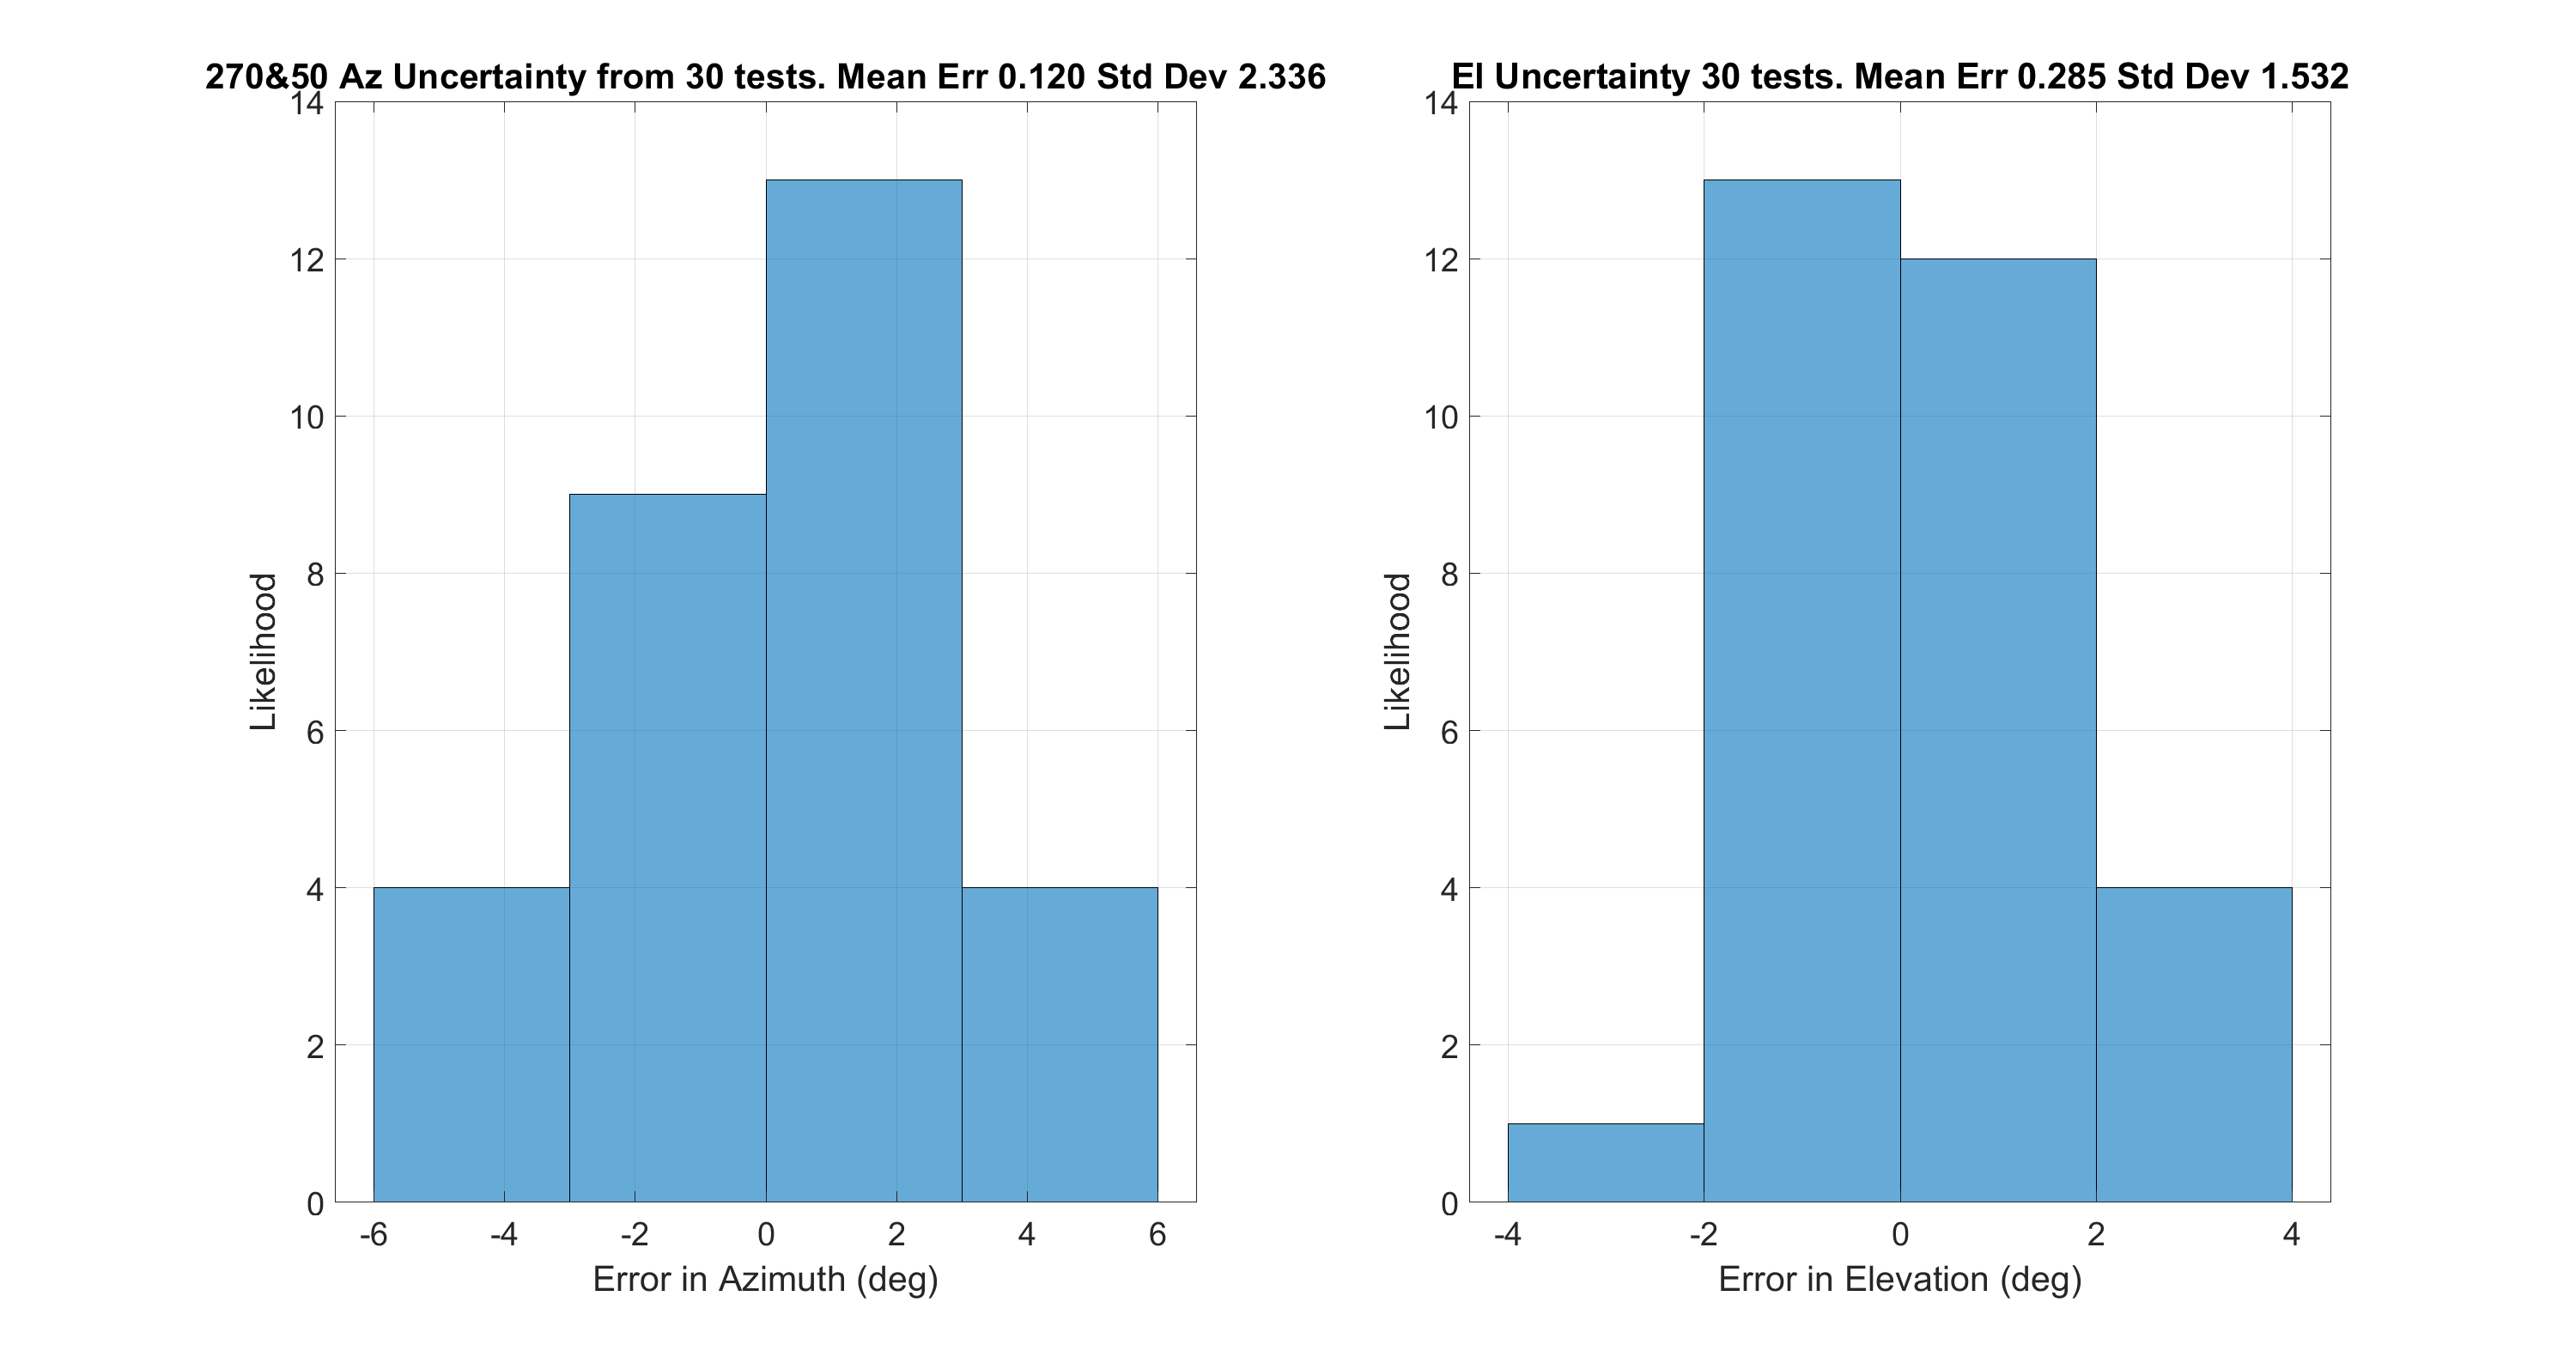 270&50 Az Uncertainty from 30 tests. Mean Err 0.120 Std Dev 2.336
14
12
10
8
6
4
2
0
Likelihood
-6 -4 -2 0 2 4 6
Error in Azimuth (deg)
El Uncertainty 30 tests. Mean Err 0.285 Std Dev 1.532
14
12
10
8
6
4
2
0
Likelihood
-4 -2 0 2 4
Error in Elevation (deg)